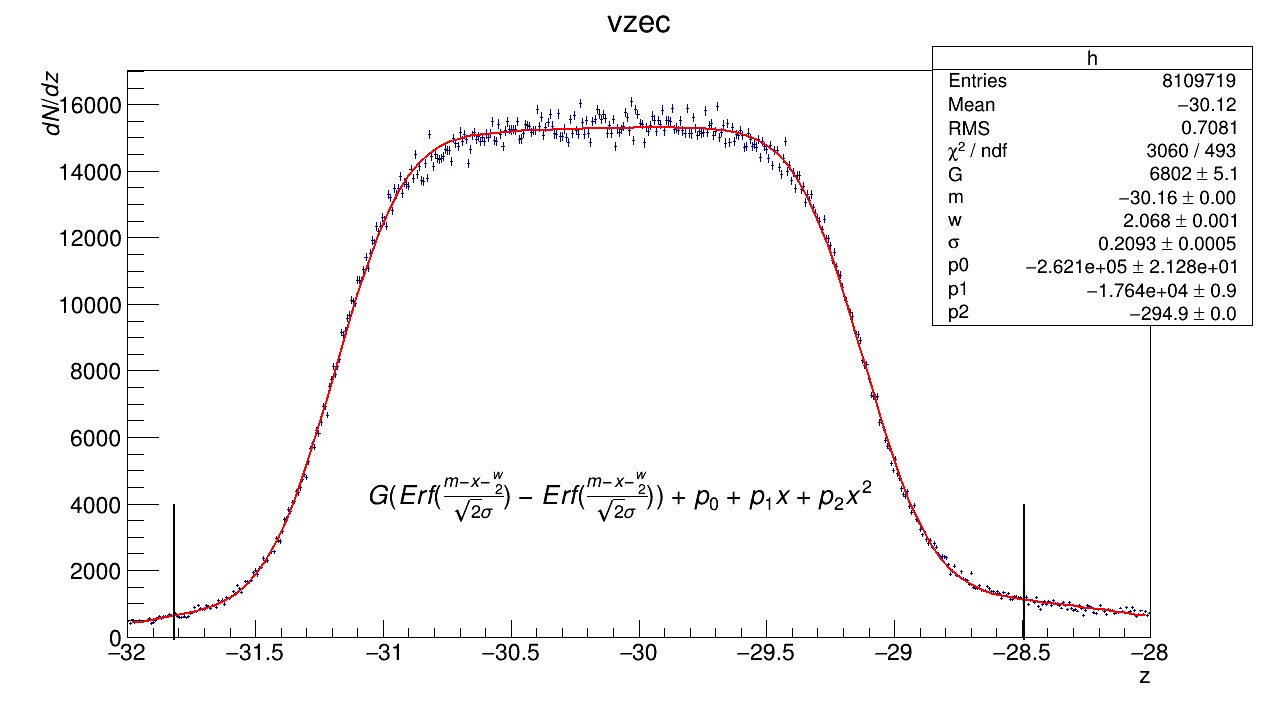 vzec
h
Entries 8109719
Mean −30.12
RMS 0.7081
χ² / ndf 3060 / 493
G 6802 ± 5.1
m −30.16 ± 0.00
w 2.068 ± 0.001
σ 0.2093 ± 0.0005
p0 −2.621e+05 ± 2.128e+01
p1 −1.764e+04 ± 0.9
p2 −294.9 ± 0.0
dN/dz
16000
14000
12000
10000
8000
6000
4000
2000
0
G(Erf((m−x−w/2)/(√2σ)) − Erf((m−x−w/2)/(√2σ))) + p₀ + p₁x + p₂x²
−32 −31.5 −31 −30.5 −30 −29.5 −29 −28.5 −28
z